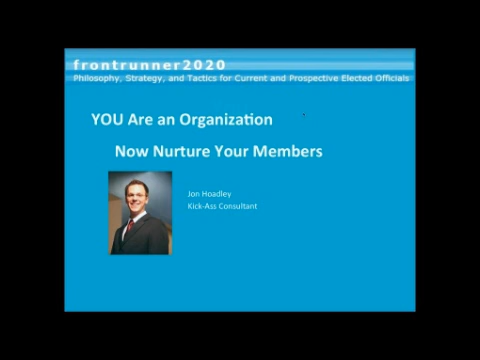 frontrunner2020
Philosophy, Strategy, and Tactics for Current and Prospective Elected Officials
YOU Are an Organization
Now Nurture Your Members
Jon Hoadley
Kick-Ass Consultant